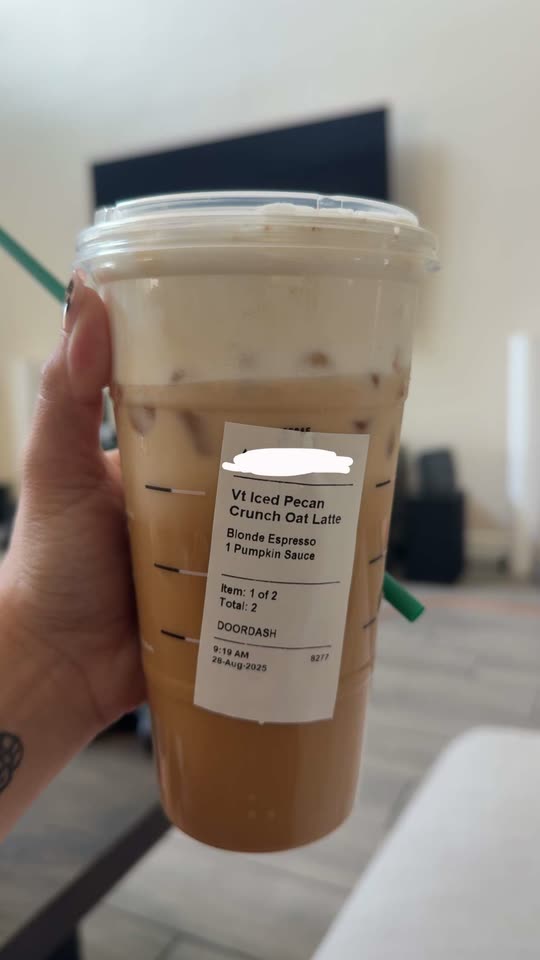 Vt Iced Pecan
Crunch Oat Latte
Blonde Espresso
1 Pumpkin Sauce
Item: 1 of 2
Total: 2
DOORDASH
9:19 AM 8277
28-Aug-2025